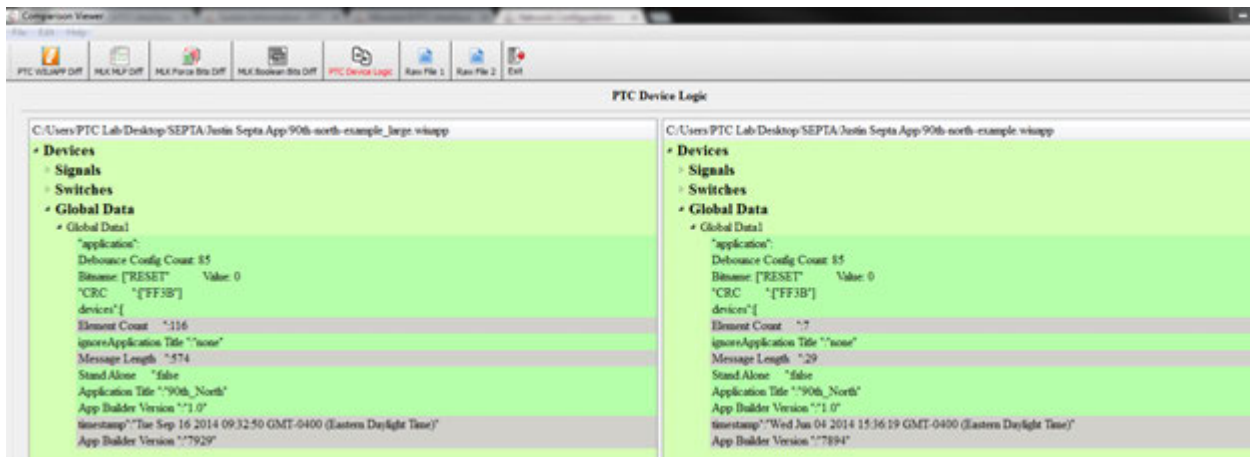 Comparison Viewer
File Edit Help
PTC WIUAPP Diff MLK MLP Diff MLK Force Bits Diff MLK Boolean Bits Diff PTC Device Logic Raw File 1 Raw File 2 Exit
PTC Device Logic
C:/Users/PTC Lab/Desktop/SEPTA/Justin Septa App/90th-north-example_large.wiuapp
Devices
Signals
Switches
Global Data
Global Data1
"application":
Debounce Config Count: 85
Bitname: ["RESET" Value: 0
"CRC ":["FF3B"]
devices":[
Element Count ":116
ignoreApplication Title ":"none"
Message Length ":574
Stand Alone "false
Application Title ":"90th_North"
App Builder Version ":"1.0"
timestamp":"Tue Sep 16 2014 09:32:50 GMT-0400 (Eastern Daylight Time)"
App Builder Version ":"7929"
C:/Users/PTC Lab/Desktop/SEPTA/Justin Septa App/90th-north-example.wiuapp
Devices
Signals
Switches
Global Data
Global Data1
"application":
Debounce Config Count: 85
Bitname: ["RESET" Value: 0
"CRC ":["FF3B"]
devices":[
Element Count ":7
ignoreApplication Title ":"none"
Message Length ":29
Stand Alone "false
Application Title ":"90th_North"
App Builder Version ":"1.0"
timestamp":"Wed Jun 04 2014 15:36:19 GMT-0400 (Eastern Daylight Time)"
App Builder Version ":"7894"